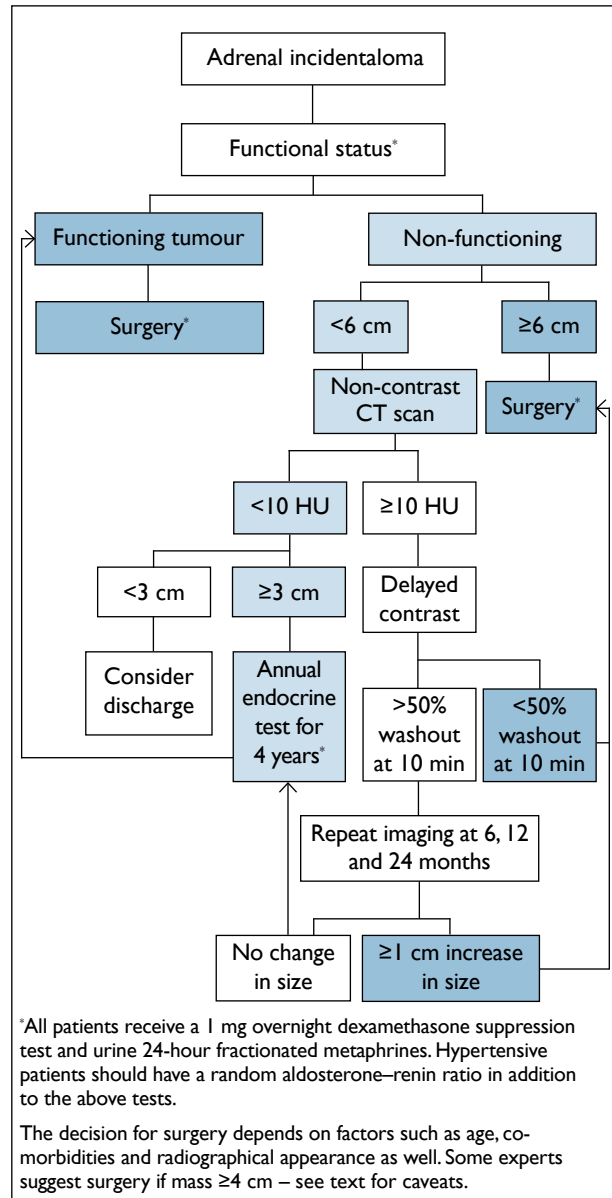 Adrenal incidentaloma
Functional status*
Functioning tumour
Non-functioning
Surgery*
<6 cm
≥6 cm
Non-contrast
CT scan
Surgery*
<10 HU
≥10 HU
<3 cm
≥3 cm
Delayed
contrast
Consider
discharge
Annual
endocrine
test for
4 years*
>50%
washout
at 10 min
<50%
washout
at 10 min
Repeat imaging at 6, 12
and 24 months
No change
in size
≥1 cm increase
in size
*All patients receive a 1 mg overnight dexamethasone suppression
test and urine 24-hour fractionated metaphrines. Hypertensive
patients should have a random aldosterone–renin ratio in addition
to the above tests.
The decision for surgery depends on factors such as age, co-
morbidities and radiographical appearance as well. Some experts
suggest surgery if mass ≥4 cm – see text for caveats.